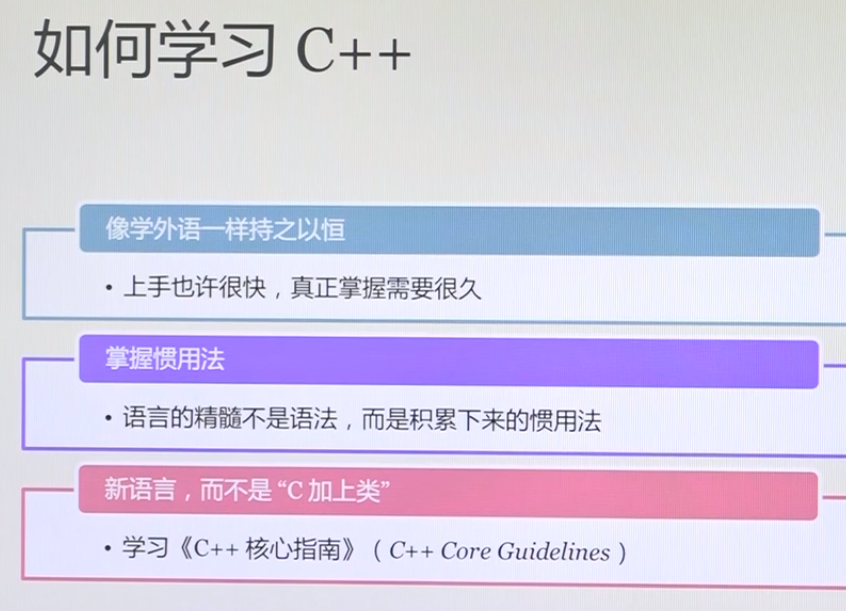 如何学习 C++
像学外语一样持之以恒
• 上手也许很快，真正掌握需要很久
掌握惯用法
• 语言的精髓不是语法，而是积累下来的惯用法
新语言，而不是 “C 加上类”
• 学习《C++ 核心指南》（C++ Core Guidelines）